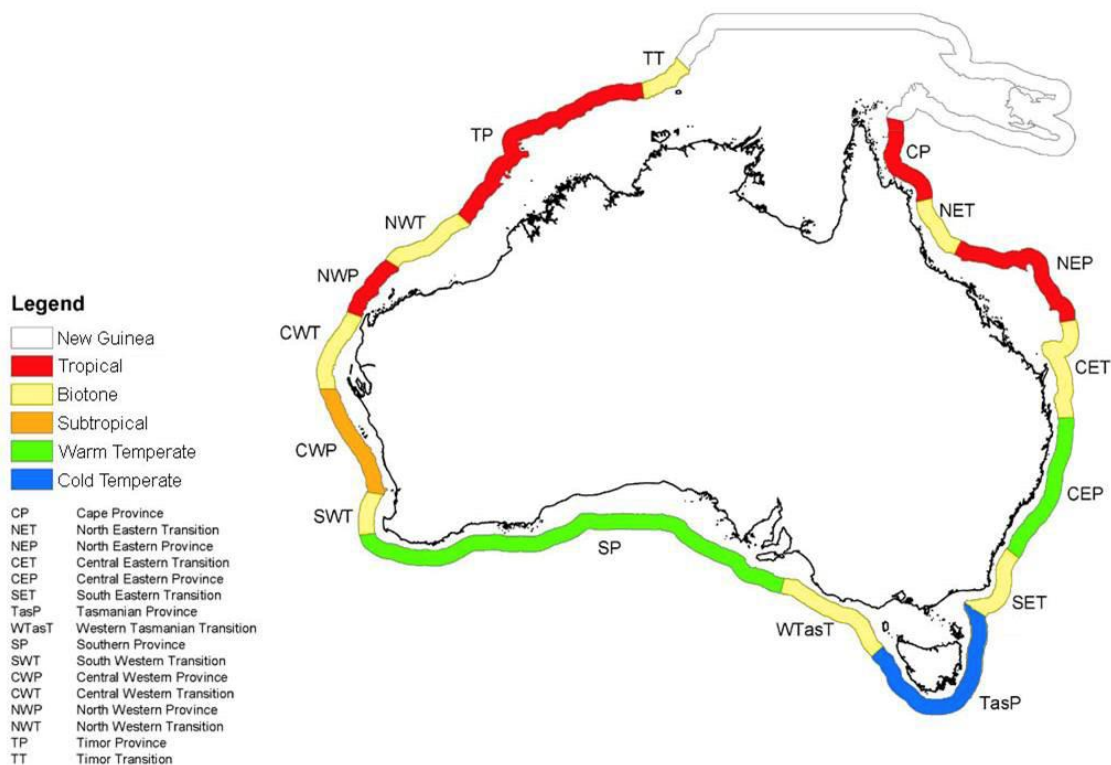 TT
TP
CP
NWT
NET
NWP
NEP
Legend
New Guinea
Tropical
Biotone
Subtropical
Warm Temperate
Cold Temperate
CWT
CET
CWP
CEP
SWT
SP
SET
WTasT
TasP
CP Cape Province
NET North Eastern Transition
NEP North Eastern Province
CET Central Eastern Transition
CEP Central Eastern Province
SET South Eastern Transition
TasP Tasmanian Province
WTasT Western Tasmanian Transition
SP Southern Province
SWT South Western Transition
CWP Central Western Province
CWT Central Western Transition
NWP North Western Province
NWT North Western Transition
TP Timor Province
TT Timor Transition